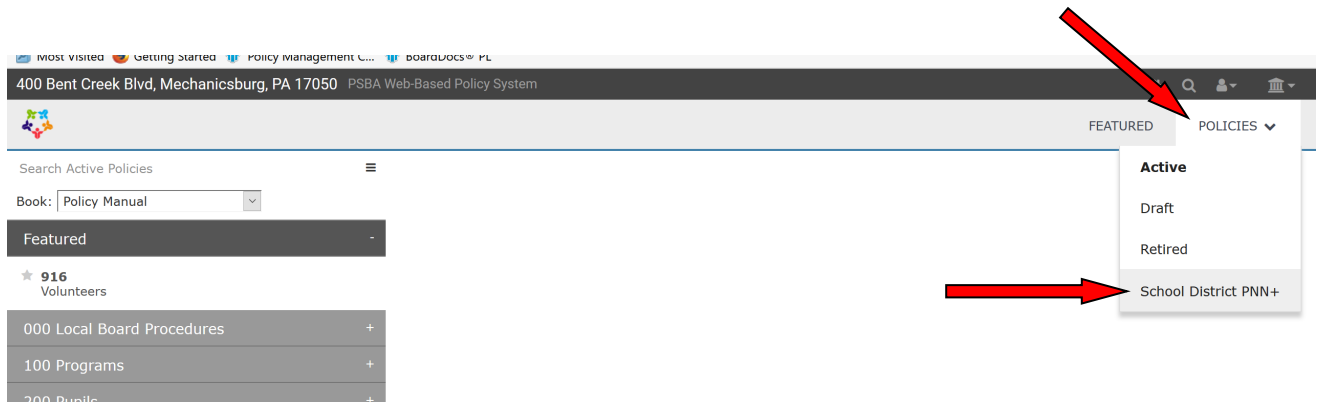 Most Visited Getting Started Policy Management C... BoardDocs® PL
400 Bent Creek Blvd, Mechanicsburg, PA 17050 PSBA Web-Based Policy System
FEATURED POLICIES
Search Active Policies
Book: Policy Manual
Featured -
916
Volunteers
000 Local Board Procedures +
100 Programs +
200 Pupils +
Active
Draft
Retired
School District PNN+